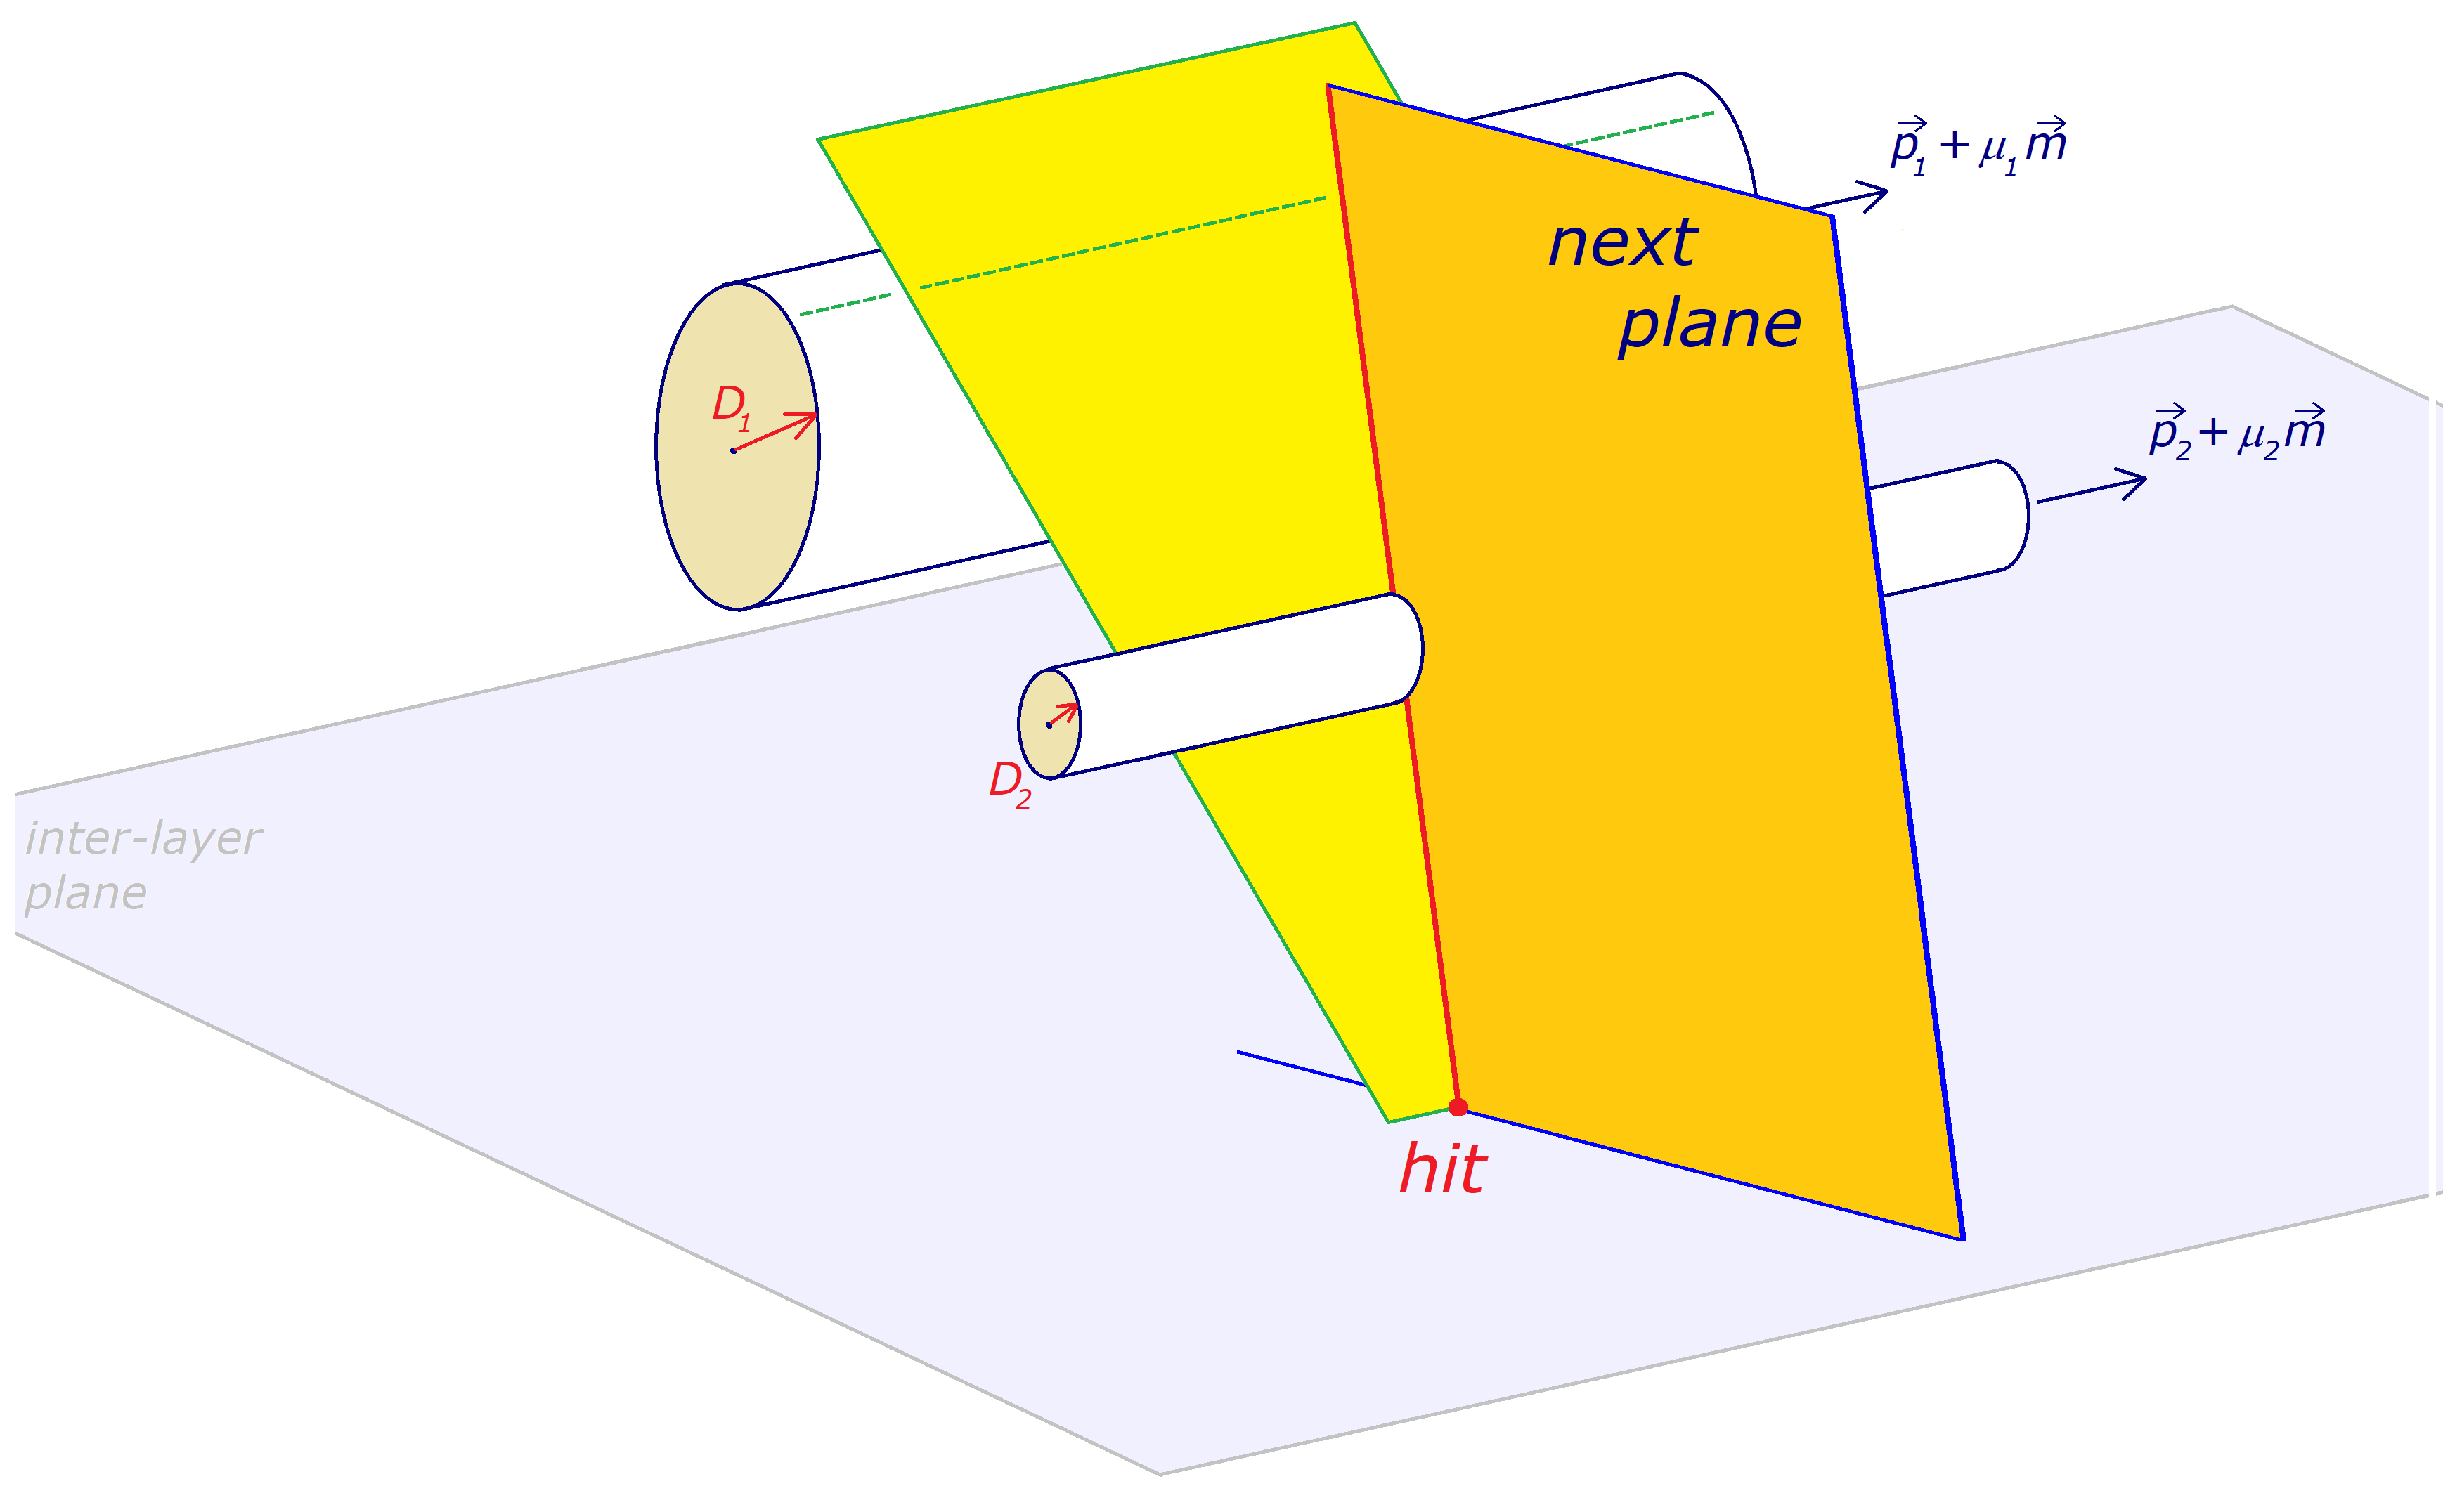 p⃗₁ + μ₁m⃗
next
plane
D₁
p⃗₂ + μ₂m⃗
D₂
inter-layer
plane
hit